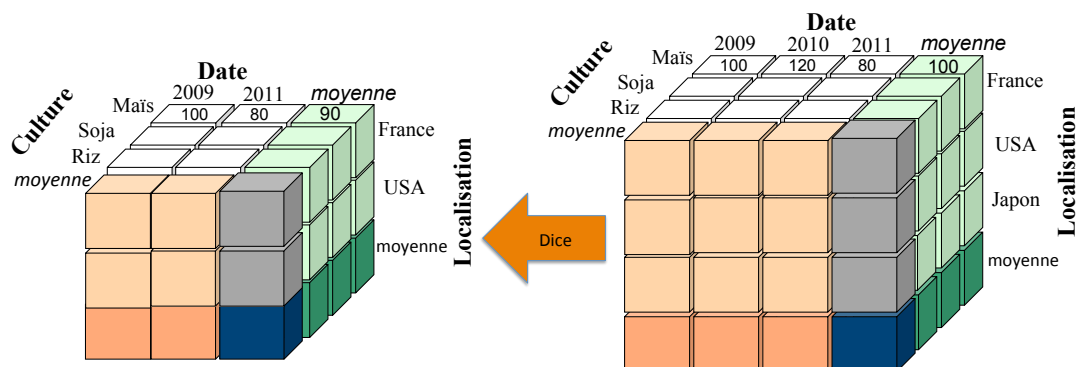 Date
Culture
2009 2011 moyenne
Maïs 100 80 90 France
Soja
Riz USA
moyenne
moyenne
Localisation
Dice
Date
Culture
2009 2010 2011 moyenne
Maïs 100 120 80 100 France
Soja
Riz
moyenne USA
Japon
moyenne
Localisation